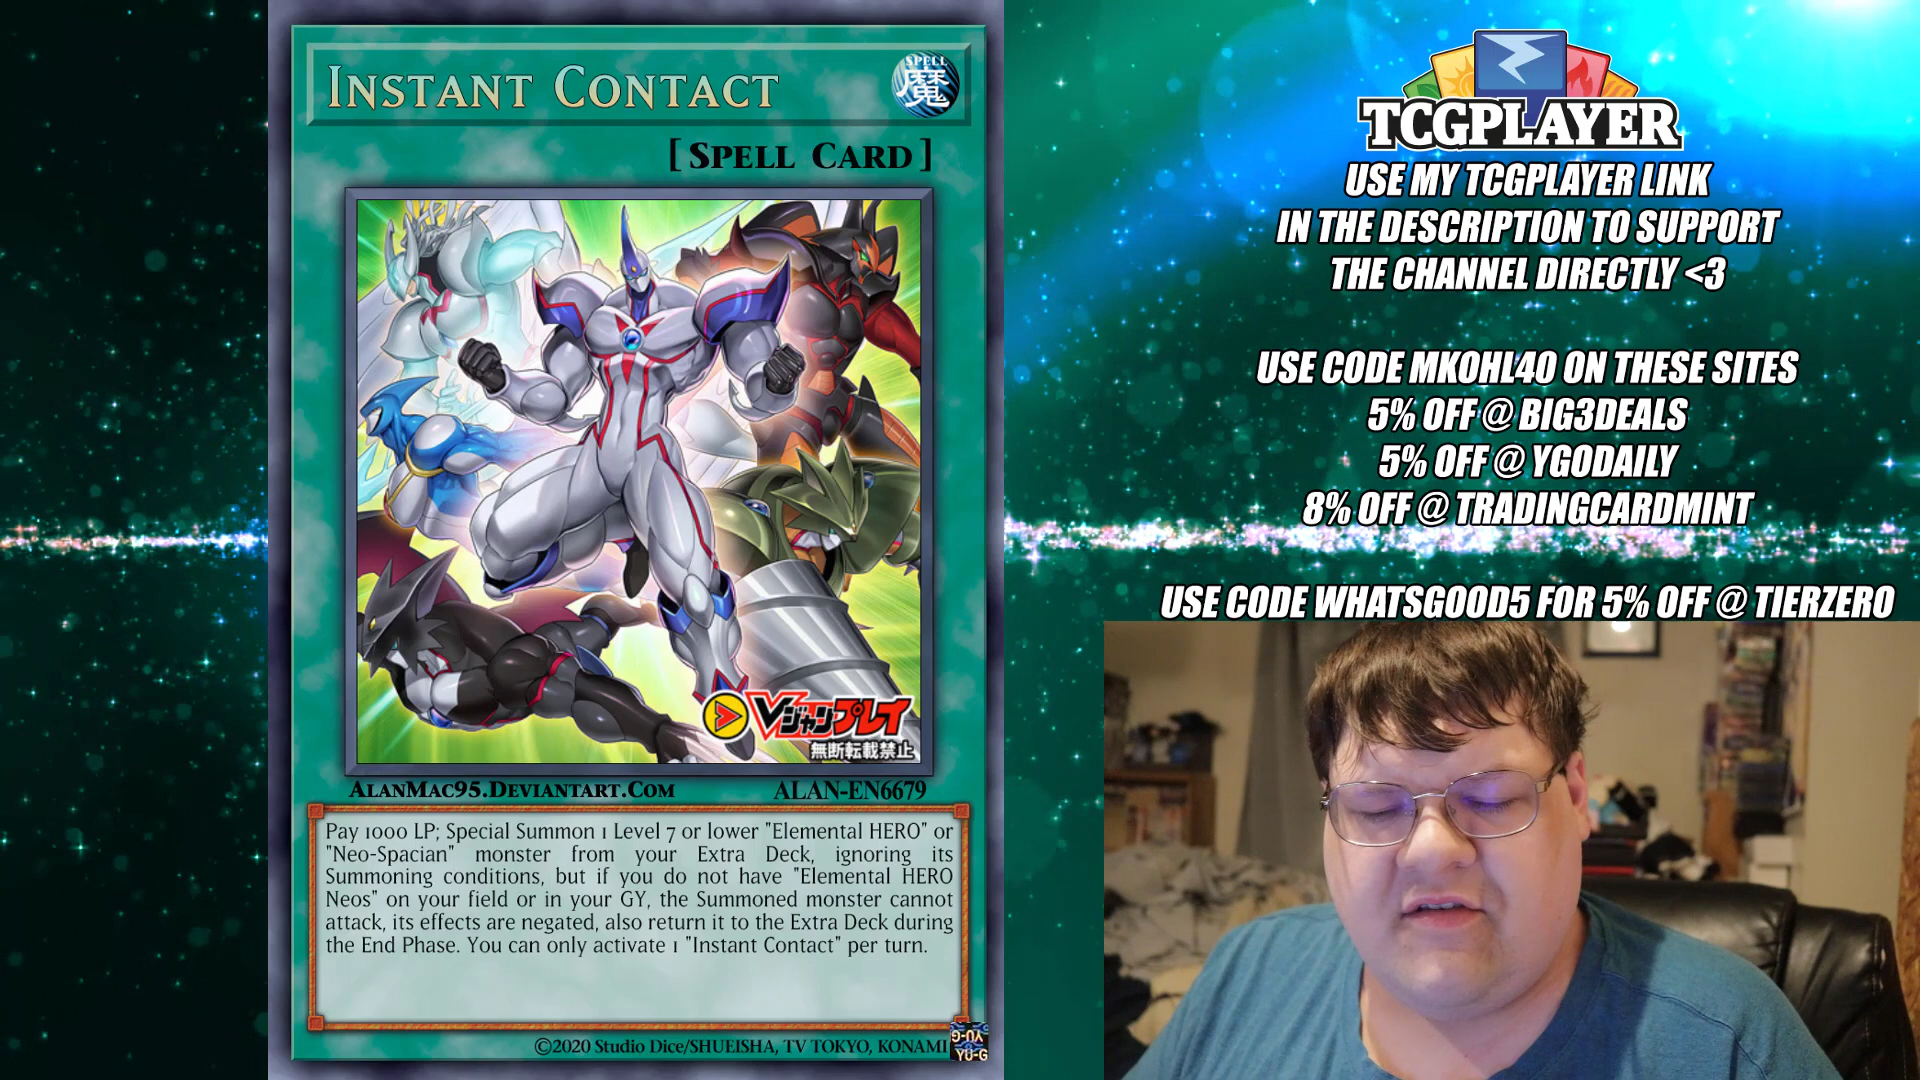 INSTANT CONTACT
SPELL
魔
[ SPELL CARD ]
Vジャンプレイ
無断転載禁止
ALANMAC95.DEVIANTART.COM
ALAN-EN6679
Pay 1000 LP; Special Summon 1 Level 7 or lower "Elemental HERO" or
"Neo-Spacian" monster from your Extra Deck, ignoring its
Summoning conditions, but if you do not have "Elemental HERO
Neos" on your field or in your GY, the Summoned monster cannot
attack, its effects are negated, also return it to the Extra Deck during
the End Phase. You can only activate 1 "Instant Contact" per turn.
©2020 Studio Dice/SHUEISHA, TV TOKYO, KONAMI
YU-G
YU-G
TCGPLAYER
USE MY TCGPLAYER LINK
IN THE DESCRIPTION TO SUPPORT
THE CHANNEL DIRECTLY <3
USE CODE MKOHL40 ON THESE SITES
5% OFF @ BIG3DEALS
5% OFF @ YGODAILY
8% OFF @ TRADINGCARDMINT
USE CODE WHATSGOOD5 FOR 5% OFF @ TIERZERO